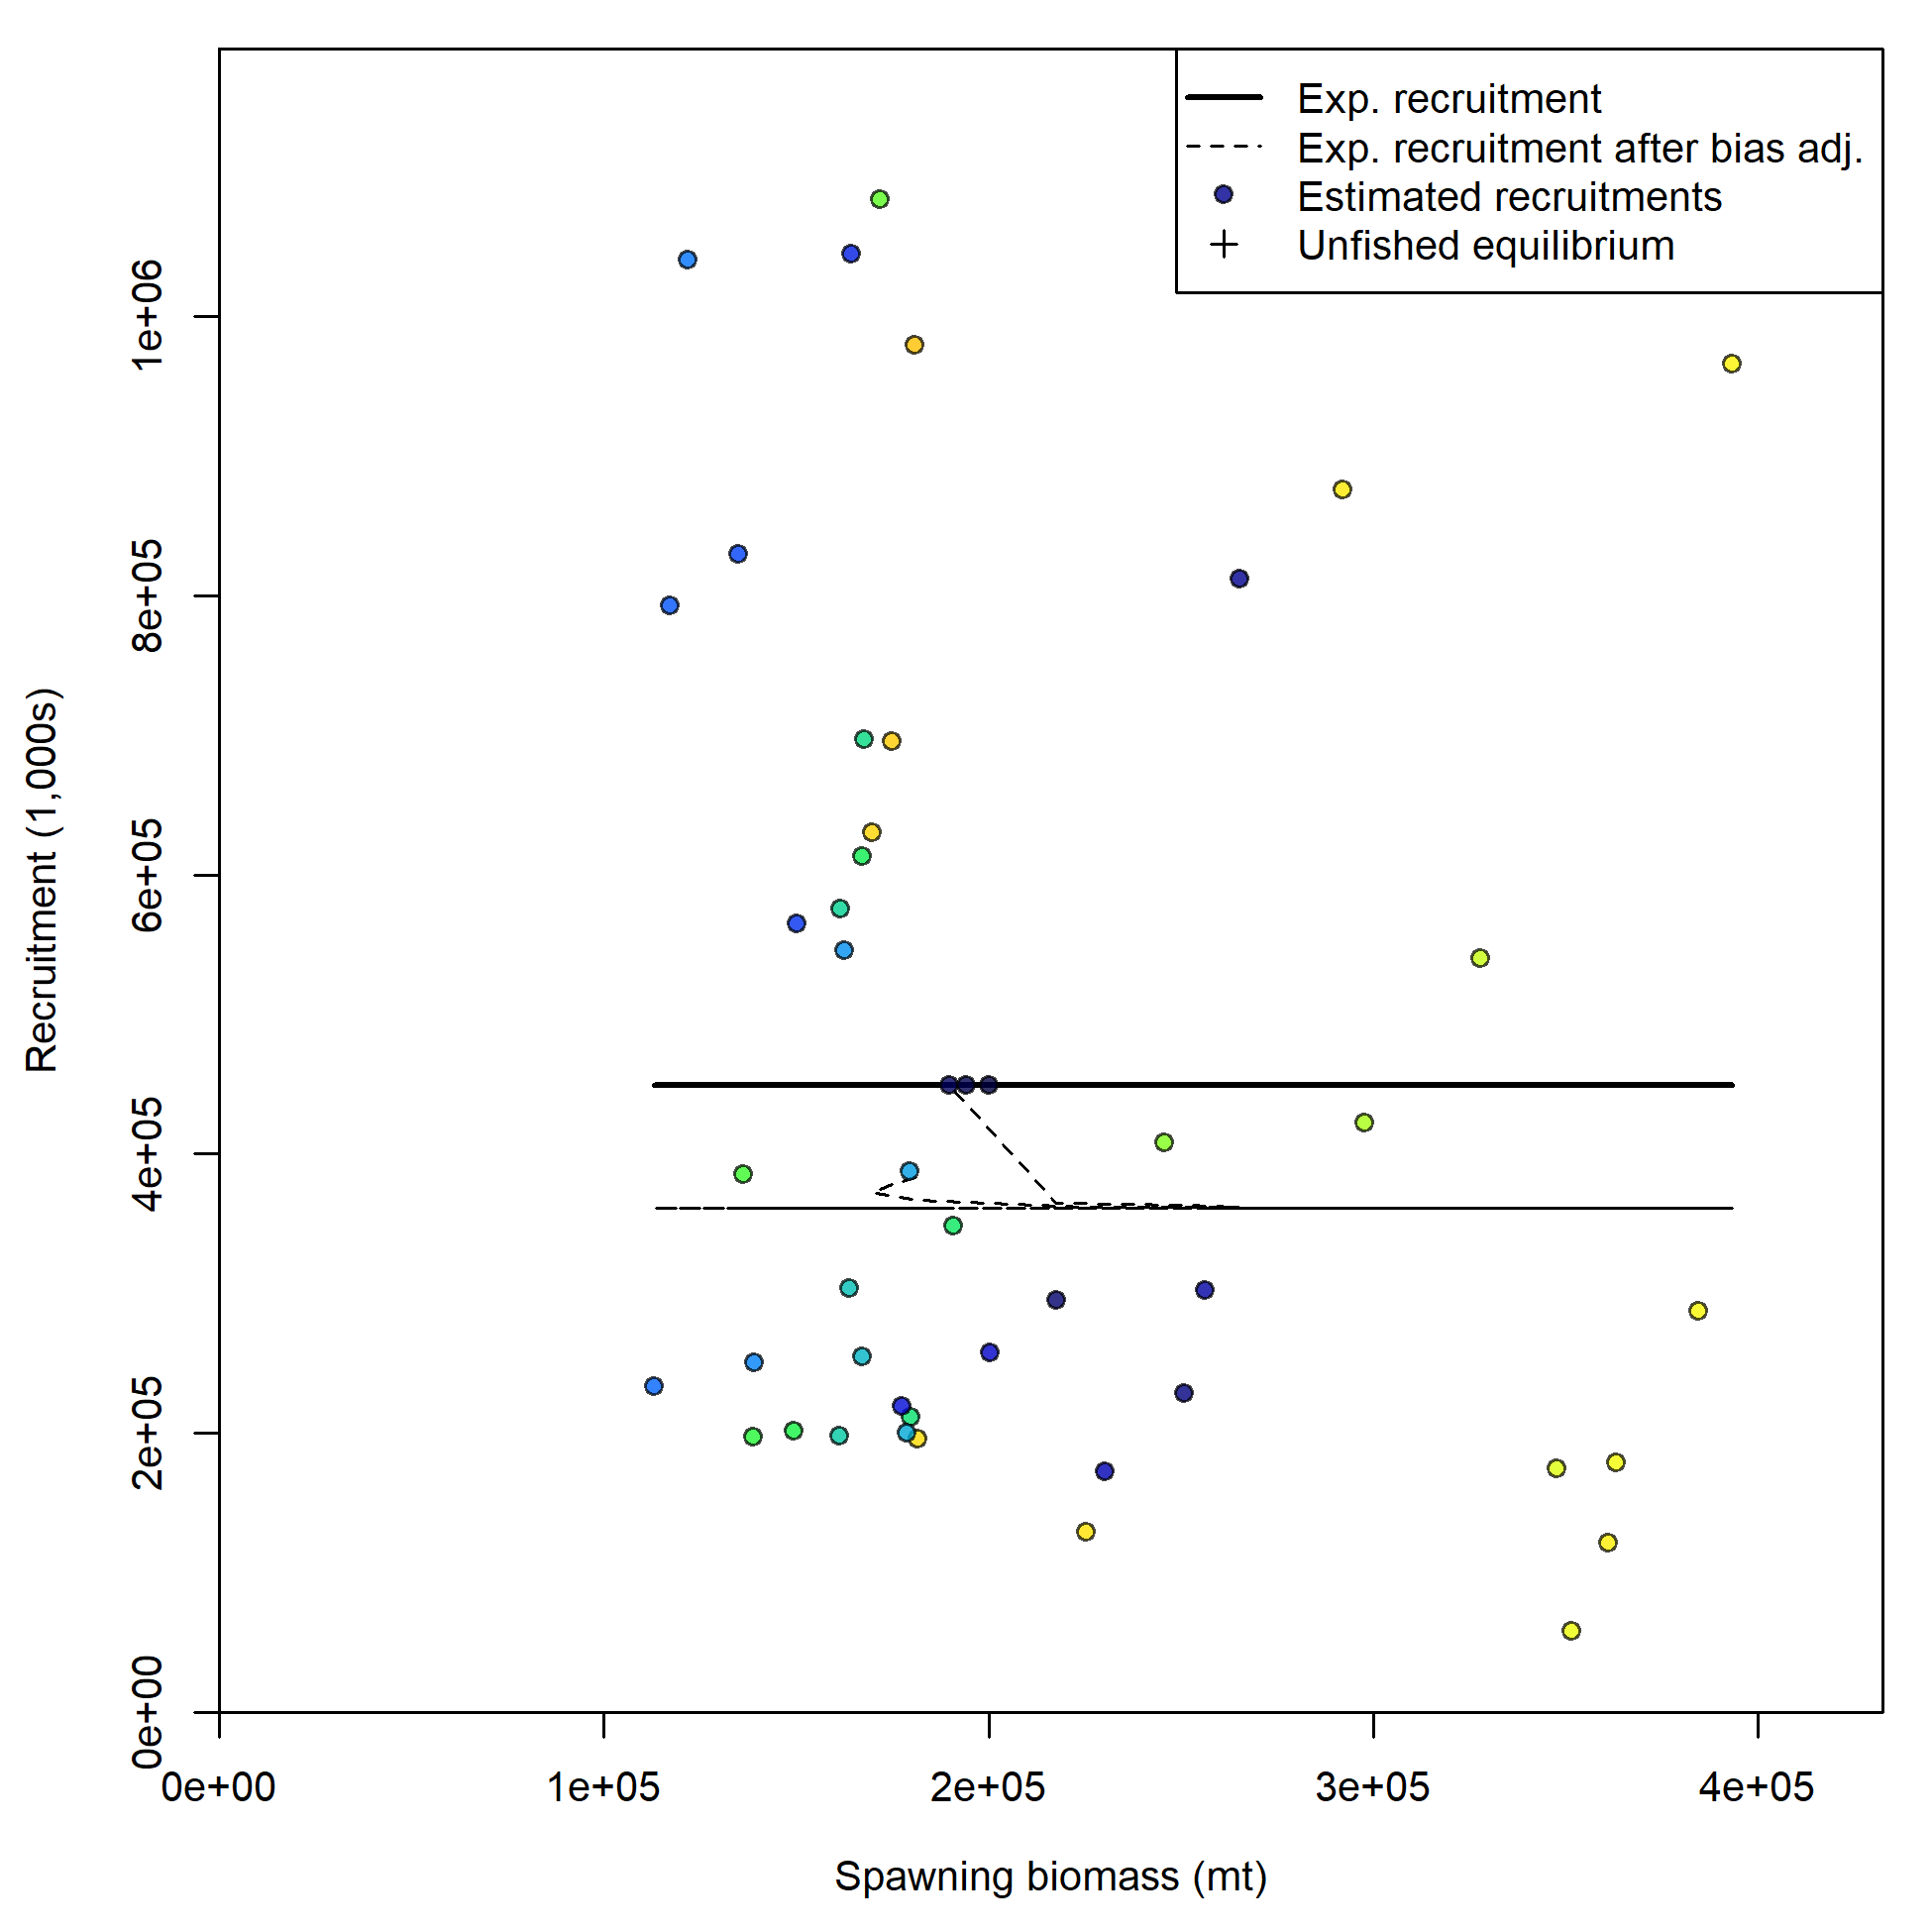 Exp. recruitment
Exp. recruitment after bias adj.
Estimated recruitments
Unfished equilibrium
Recruitment (1,000s)
1e+06
8e+05
6e+05
4e+05
2e+05
0e+00
0e+00 1e+05 2e+05 3e+05 4e+05
Spawning biomass (mt)